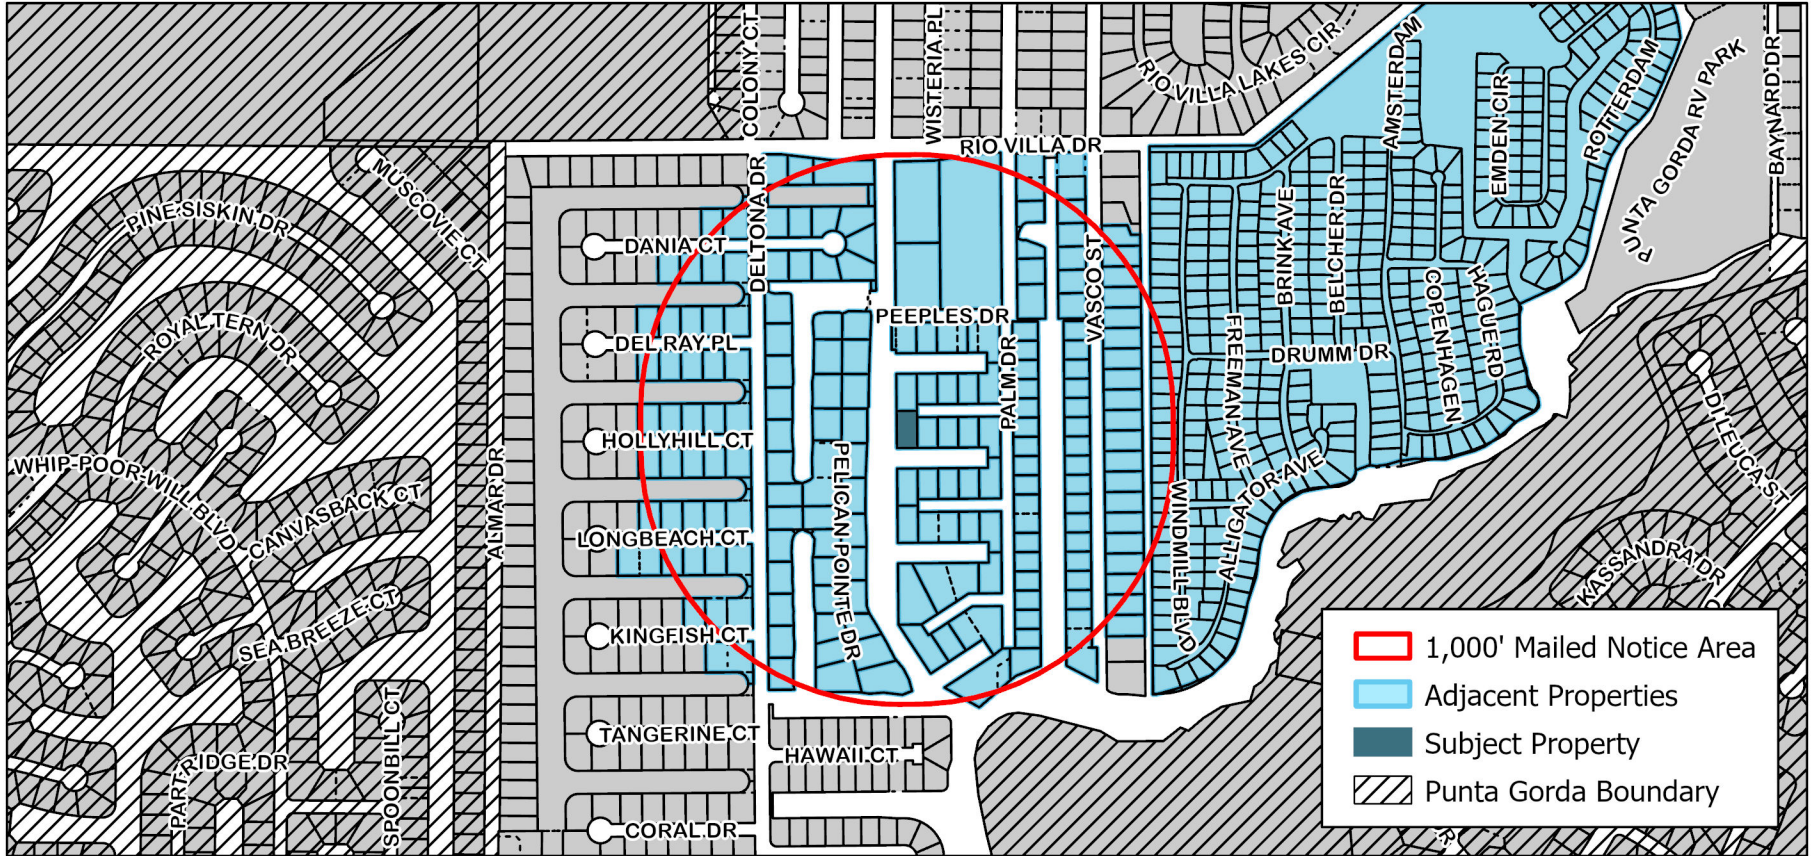 COLONY CT
WISTERIA PL
RIO VILLA LAKES CIR
AMSTERDAM
EMDEN CIR
ROTTERDAM
PUNTA GORDA RV PARK
BAYNARD DR
MUSCOVIE CT
DELTONA DR
RIO VILLA DR
PINE SISKIN DR
DANIA CT
VASCO ST
BRINK AVE
BELCHER DR
COPENHAGEN
HAGUE RD
ROYAL TERN DR
DEL RAY PL
PEEPLES DR
PALM DR
FREEMAN AVE
DRUMM DR
DI LEUCA ST
WHIP-POOR-WILL BLVD
CANVASBACK CT
ALMAR DR
HOLLYHILL CT
PELICAN POINTE DR
WINDMILL BLVD
ALLIGATOR AVE
LONGBEACH CT
KASSANDRA DR
SEA BREEZE CT
KINGFISH CT
PARTRIDGE DR
SPOONBILL CT
TANGERINE CT
HAWAII CT
CORAL DR
1,000' Mailed Notice Area
Adjacent Properties
Subject Property
Punta Gorda Boundary